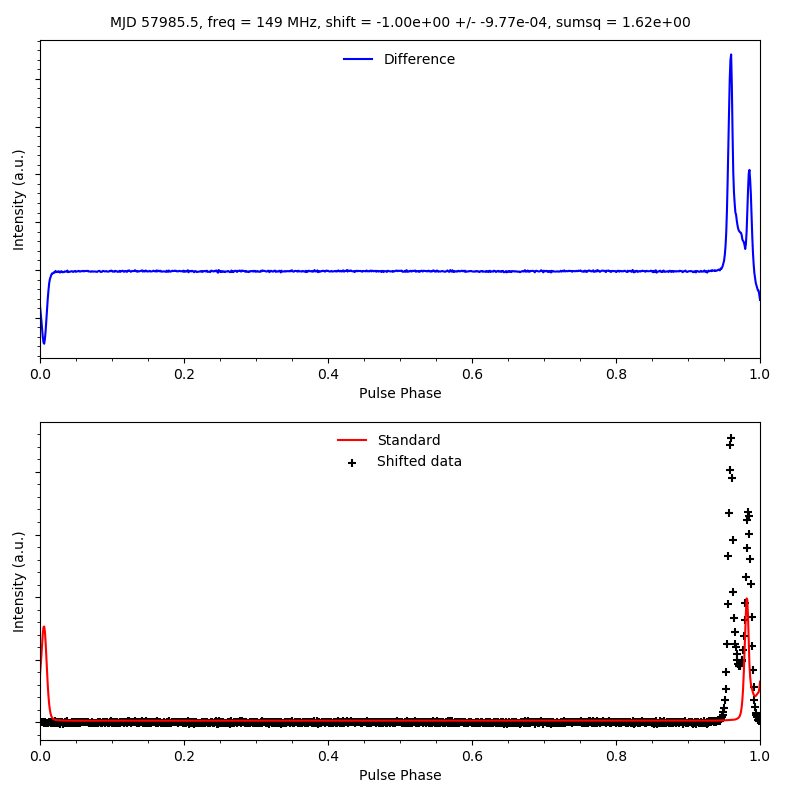 MJD 57985.5, freq = 149 MHz, shift = -1.00e+00 +/- -9.77e-04, sumsq = 1.62e+00
Difference
Intensity (a.u.)
0.0 0.2 0.4 0.6 0.8 1.0
Pulse Phase
Standard
Shifted data
Intensity (a.u.)
0.0 0.2 0.4 0.6 0.8 1.0
Pulse Phase